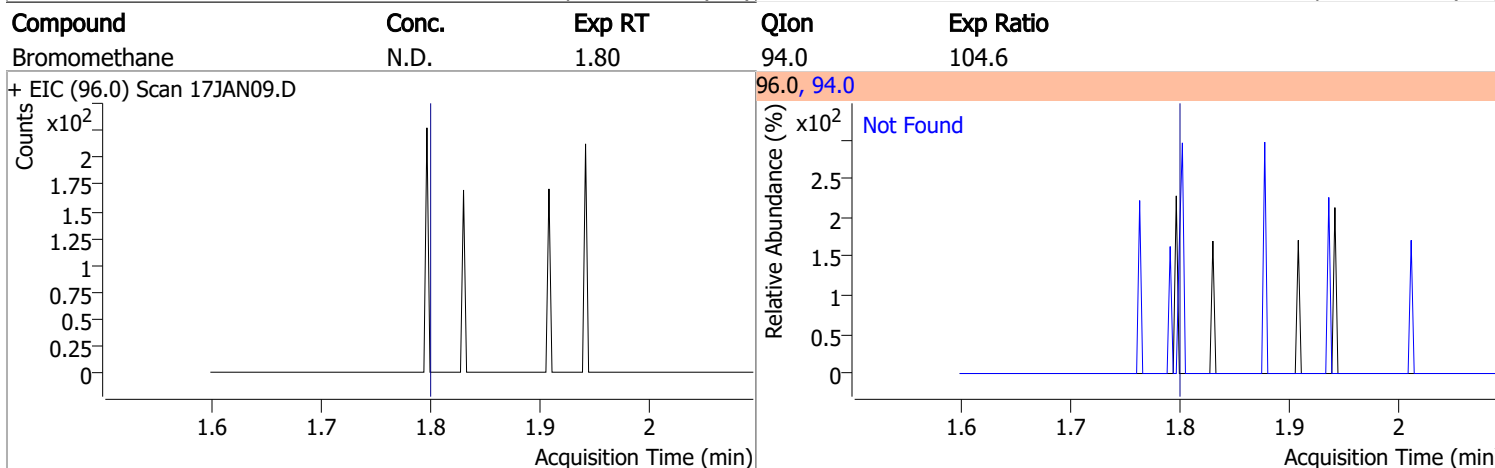 Compound Conc. Exp RT QIon Exp Ratio
Bromomethane N.D. 1.80 94.0 104.6
+ EIC (96.0) Scan 17JAN09.D
Counts
x10²
2
1.75
1.5
1.25
1
0.75
0.5
0.25
0
1.6 1.7 1.8 1.9 2
Acquisition Time (min)
96.0, 94.0
Relative Abundance (%)
x10²
Not Found
2.5
2
1.5
1
0.5
0
1.6 1.7 1.8 1.9 2
Acquisition Time (min